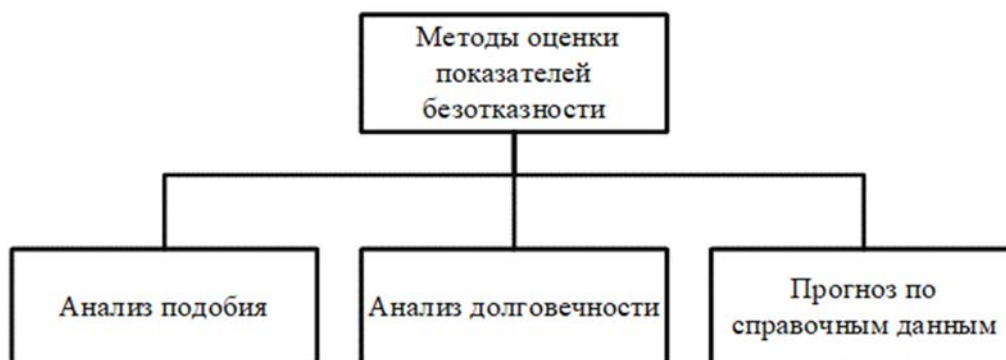 Методы оценки
показателей
безотказности
Анализ подобия
Анализ долговечности
Прогноз по
справочным данным